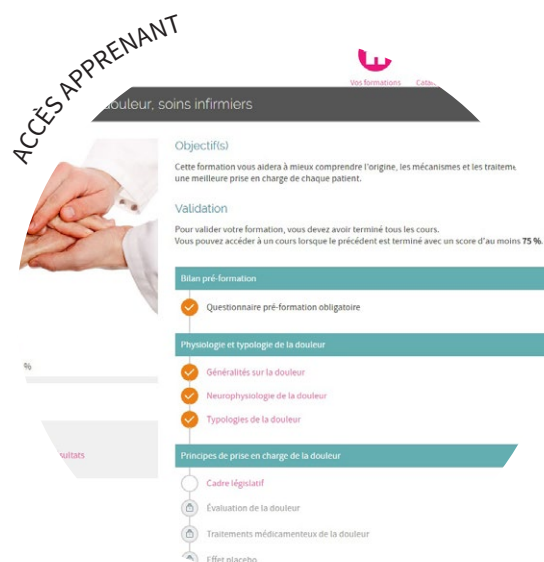 ACCÈS APPRENANT
Vos formations
douleur, soins infirmiers
Objectif(s)
Cette formation vous aidera à mieux comprendre l'origine, les mécanismes et les
une meilleure prise en charge de chaque patient.
Validation
Pour valider votre formation, vous devez avoir terminé tous les cours.
Vous pouvez accéder à un cours lorsque le précédent est terminé avec un score d'au moins 75 %.
Bilan pré-formation
Questionnaire pré-formation obligatoire
Physiologie et typologie de la douleur
%
Généralités sur la douleur
Neurophysiologie de la douleur
Typologies de la douleur
Principes de prise en charge de la douleur
Cadre législatif
Évaluation de la douleur
Traitements médicamenteux de la douleur
Effet placebo